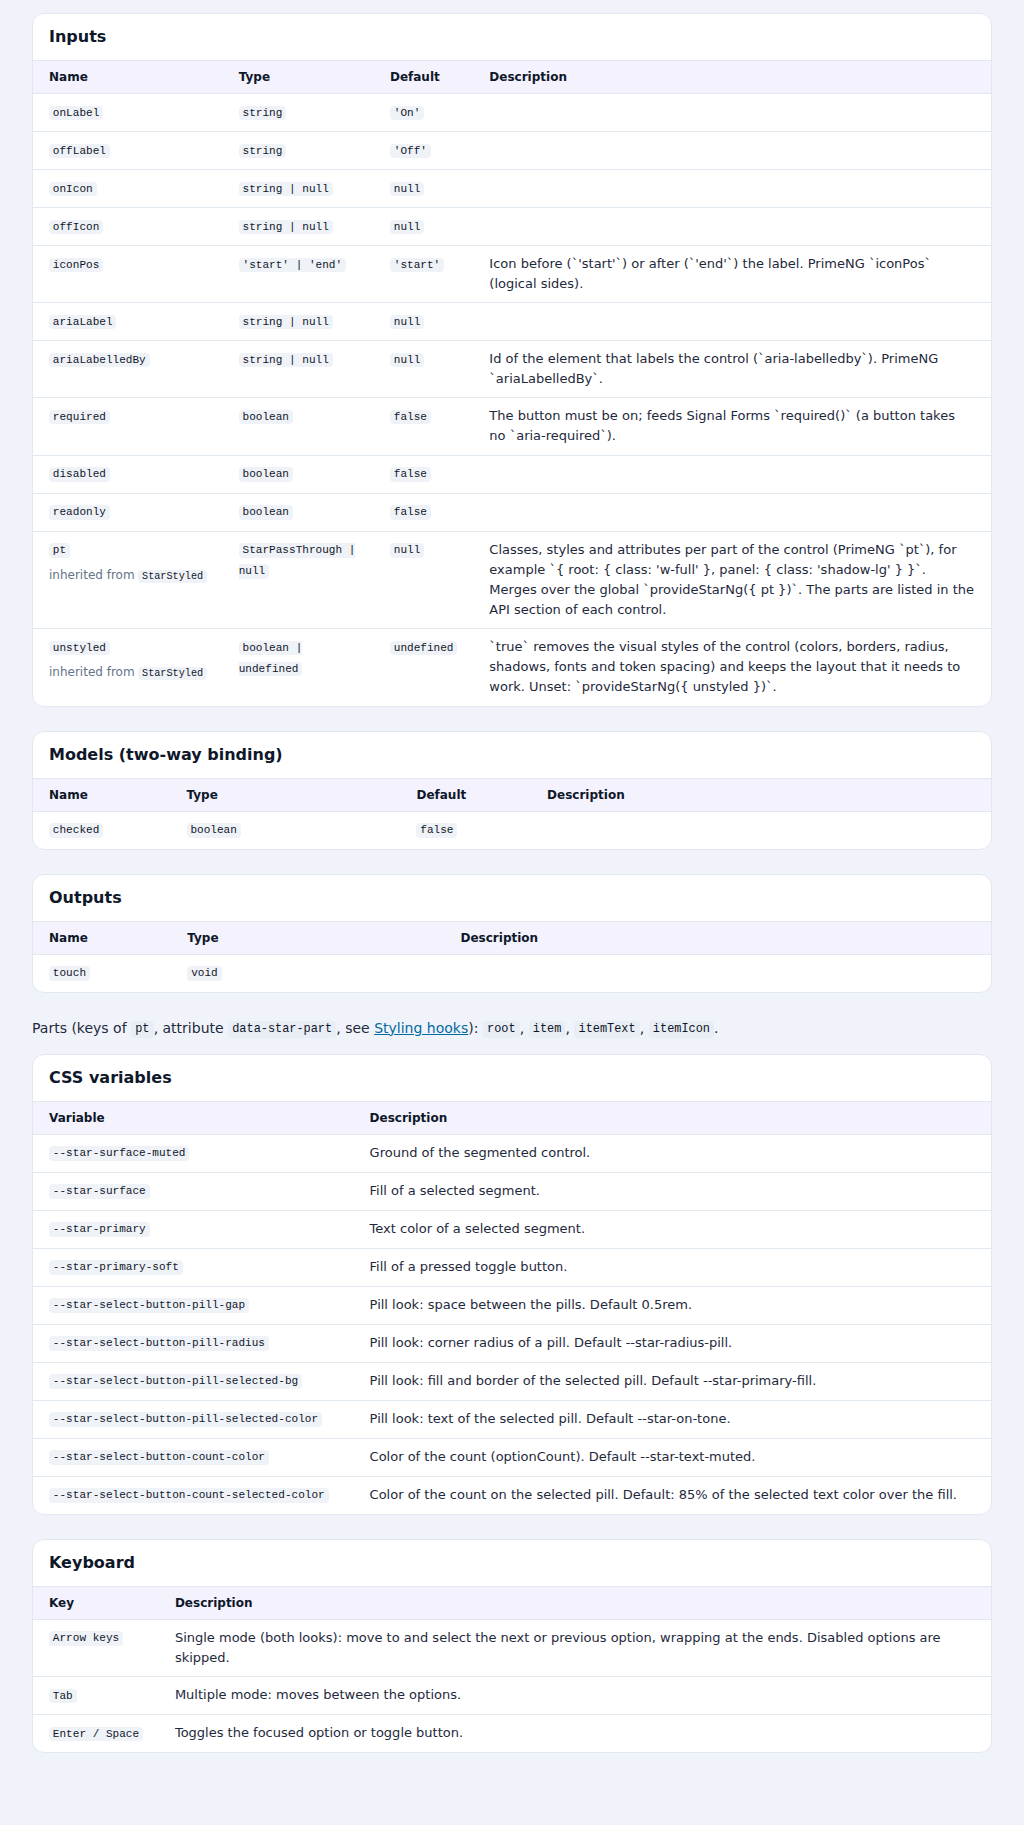 Inputs
Name Type Default Description
onLabel string 'On'
offLabel string 'Off'
onIcon string | null null
offIcon string | null null
iconPos 'start' | 'end' 'start' Icon before (`'start'`) or after (`'end'`) the label. PrimeNG `iconPos`
(logical sides).
ariaLabel string | null null
ariaLabelledBy string | null null Id of the element that labels the control (`aria-labelledby`). PrimeNG
`ariaLabelledBy`.
required boolean false The button must be on; feeds Signal Forms `required()` (a button takes
no `aria-required`).
disabled boolean false
readonly boolean false
pt StarPassThrough | null Classes, styles and attributes per part of the control (PrimeNG `pt`), for
inherited from StarStyled null example `{ root: { class: 'w-full' }, panel: { class: 'shadow-lg' } }`.
Merges over the global `provideStarNg({ pt })`. The parts are listed in the
API section of each control.
unstyled boolean | undefined `true` removes the visual styles of the control (colors, borders, radius,
inherited from StarStyled undefined shadows, fonts and token spacing) and keeps the layout that it needs to
work. Unset: `provideStarNg({ unstyled })`.
Models (two-way binding)
Name Type Default Description
checked boolean false
Outputs
Name Type Description
touch void
Parts (keys of pt, attribute data-star-part, see Styling hooks): root, item, itemText, itemIcon.
CSS variables
Variable Description
--star-surface-muted Ground of the segmented control.
--star-surface Fill of a selected segment.
--star-primary Text color of a selected segment.
--star-primary-soft Fill of a pressed toggle button.
--star-select-button-pill-gap Pill look: space between the pills. Default 0.5rem.
--star-select-button-pill-radius Pill look: corner radius of a pill. Default --star-radius-pill.
--star-select-button-pill-selected-bg Pill look: fill and border of the selected pill. Default --star-primary-fill.
--star-select-button-pill-selected-color Pill look: text of the selected pill. Default --star-on-tone.
--star-select-button-count-color Color of the count (optionCount). Default --star-text-muted.
--star-select-button-count-selected-color Color of the count on the selected pill. Default: 85% of the selected text color over the fill.
Keyboard
Key Description
Arrow keys Single mode (both looks): move to and select the next or previous option, wrapping at the ends. Disabled options are
skipped.
Tab Multiple mode: moves between the options.
Enter / Space Toggles the focused option or toggle button.